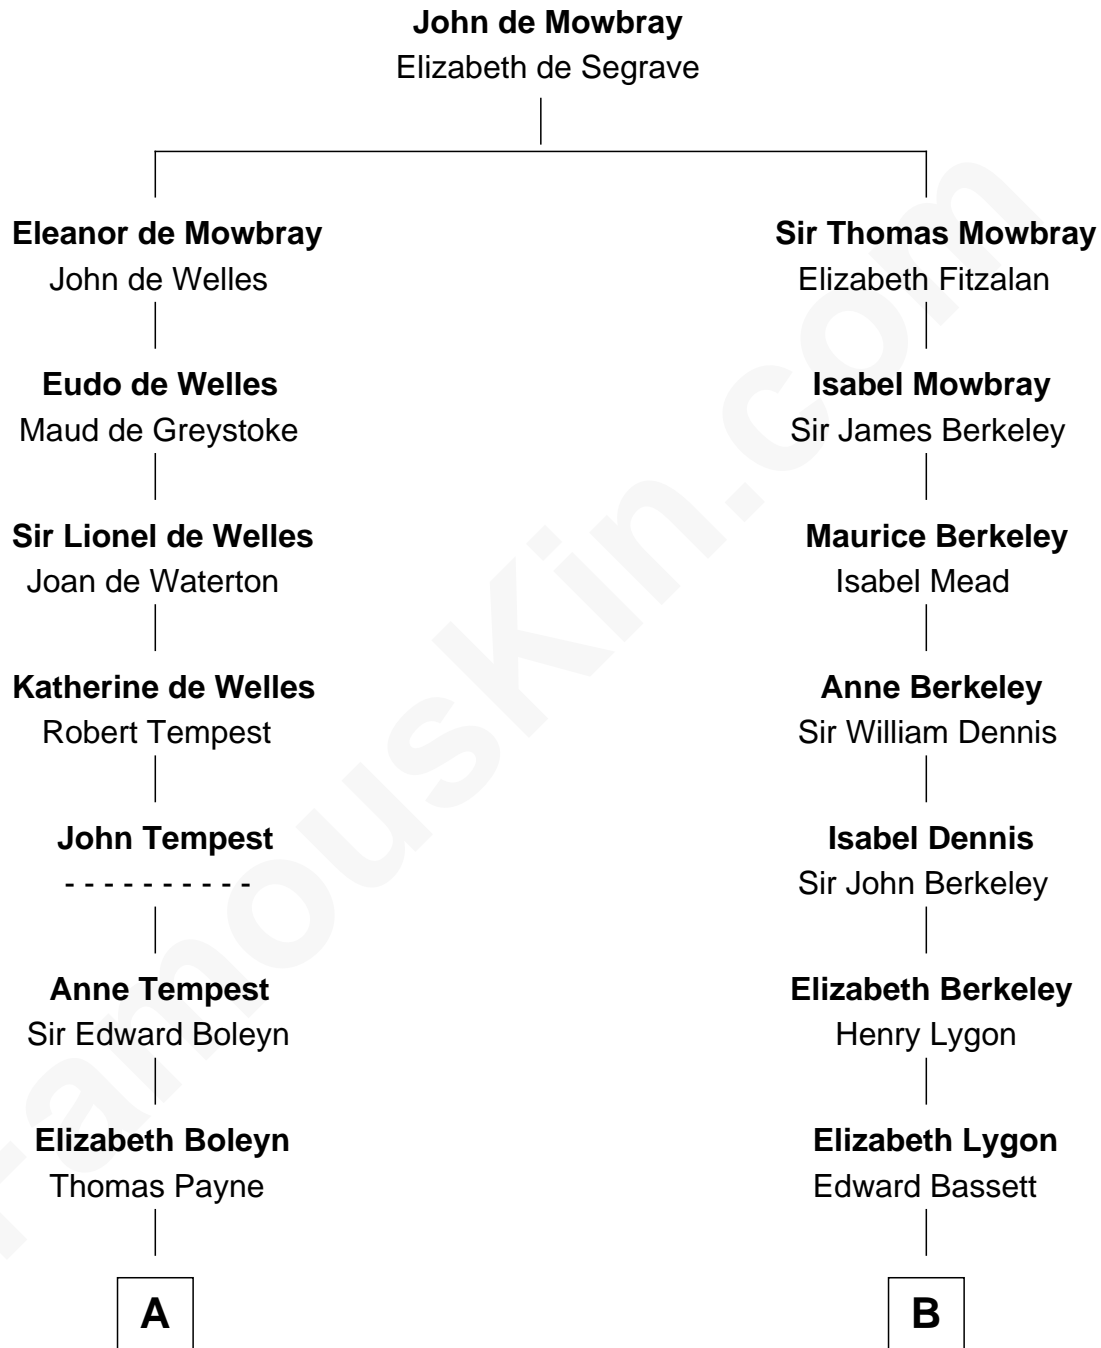 John de Mowbray
Elizabeth de Segrave
Eleanor de Mowbray
John de Welles
Sir Thomas Mowbray
Elizabeth Fitzalan
Eudo de Welles
Maud de Greystoke
Isabel Mowbray
Sir James Berkeley
Sir Lionel de Welles
Joan de Waterton
Maurice Berkeley
Isabel Mead
Katherine de Welles
Robert Tempest
Anne Berkeley
Sir William Dennis
John Tempest
- - - - - - - - - -
Isabel Dennis
Sir John Berkeley
Anne Tempest
Sir Edward Boleyn
Elizabeth Berkeley
Henry Lygon
Elizabeth Boleyn
Thomas Payne
Elizabeth Lygon
Edward Bassett
A
B
FamousKin.com